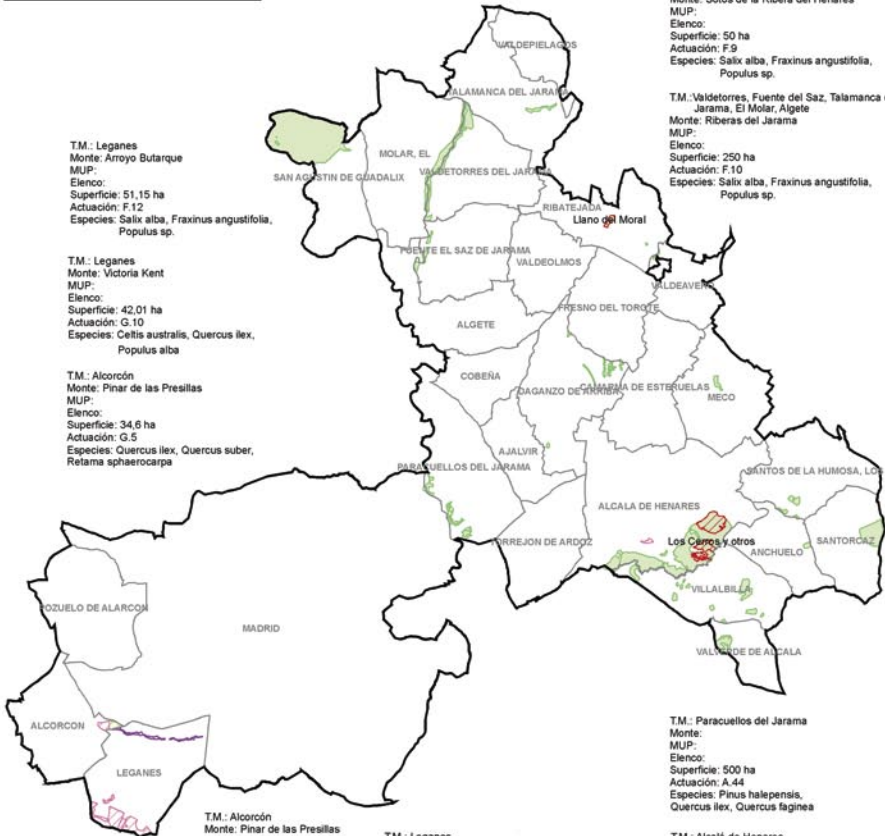 Monte: Sotos de la Ribera del Henares
MUP:
Elenco:
Superficie: 50 ha
Actuación: F.9
Especies: Salix alba, Fraxinus angustifolia,
Populus sp.
T.M.:Valdetorres, Fuente del Saz, Talamanca
Jarama, El Molar, Algete
Monte: Riberas del Jarama
MUP:
Elenco:
Superficie: 250 ha
Actuación: F.10
Especies: Salix alba, Fraxinus angustifolia,
Populus sp.
T.M.: Leganes
Monte: Arroyo Butarque
MUP:
Elenco:
Superficie: 51,15 ha
Actuación: F.12
Especies: Salix alba, Fraxinus angustifolia,
Populus sp.
T.M.: Leganes
Monte: Victoria Kent
MUP:
Elenco:
Superficie: 42,01 ha
Actuación: G.10
Especies: Celtis australis, Quercus ilex,
Populus alba
T.M.: Alcorcón
Monte: Pinar de las Presillas
MUP:
Elenco:
Superficie: 34,6 ha
Actuación: G.5
Especies: Quercus ilex, Quercus suber,
Retama sphaerocarpa
VALDEPIELAGOS
TALAMANCA DEL JARAMA
MOLAR, EL
SAN AGUSTIN DE GUADALIX
VALDETORRES DEL JARAMA
RIBATEJADA
Llano del Moral
FUENTE EL SAZ DE JARAMA
VALDEOLMOS
VALDEAVERO
FRESNO DEL TOROTE
ALGETE
COBEÑA
DAGANZO DE ARRIBA
CAMARMA DE ESTERUELAS
MECO
AJALVIR
PARACUELLOS DEL JARAMA
SANTOS DE LA HUMOSA, LOS
ALCALA DE HENARES
TORREJON DE ARDOZ
Los Cerros y otros
SANTORCAZ
ANCHUELO
VILLALBILLA
VALVERDE DE ALCALA
POZUELO DE ALARCON
MADRID
ALCORCON
LEGANES
T.M.: Paracuellos del Jarama
Monte:
MUP:
Elenco:
Superficie: 500 ha
Actuación: A.44
Especies: Pinus halepensis,
Quercus ilex, Quercus faginea
T.M.: Alcorcón
Monte: Pinar de las Presillas
T.M.: Leganes
T.M.: Alcalá de Henares